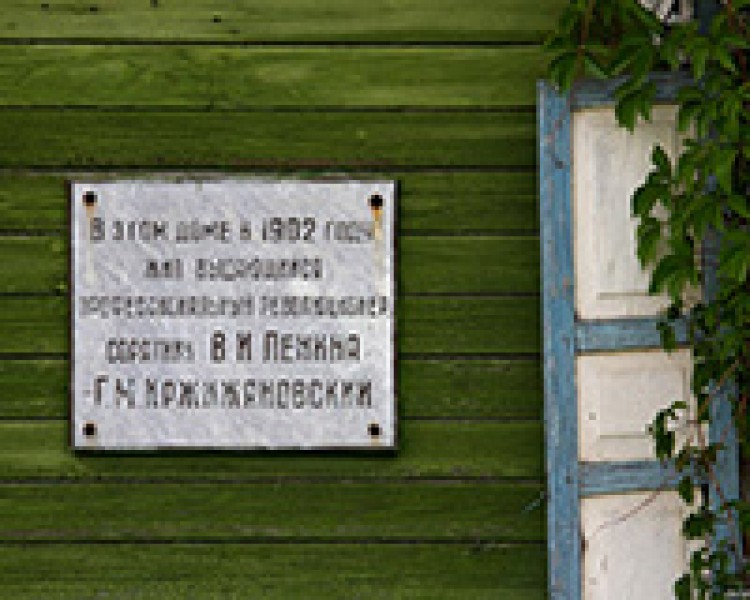 В этом доме в 1902 году
жил выдающийся
профессиональный революционер
соратник В И Ленина
Г. М. Кржижановский